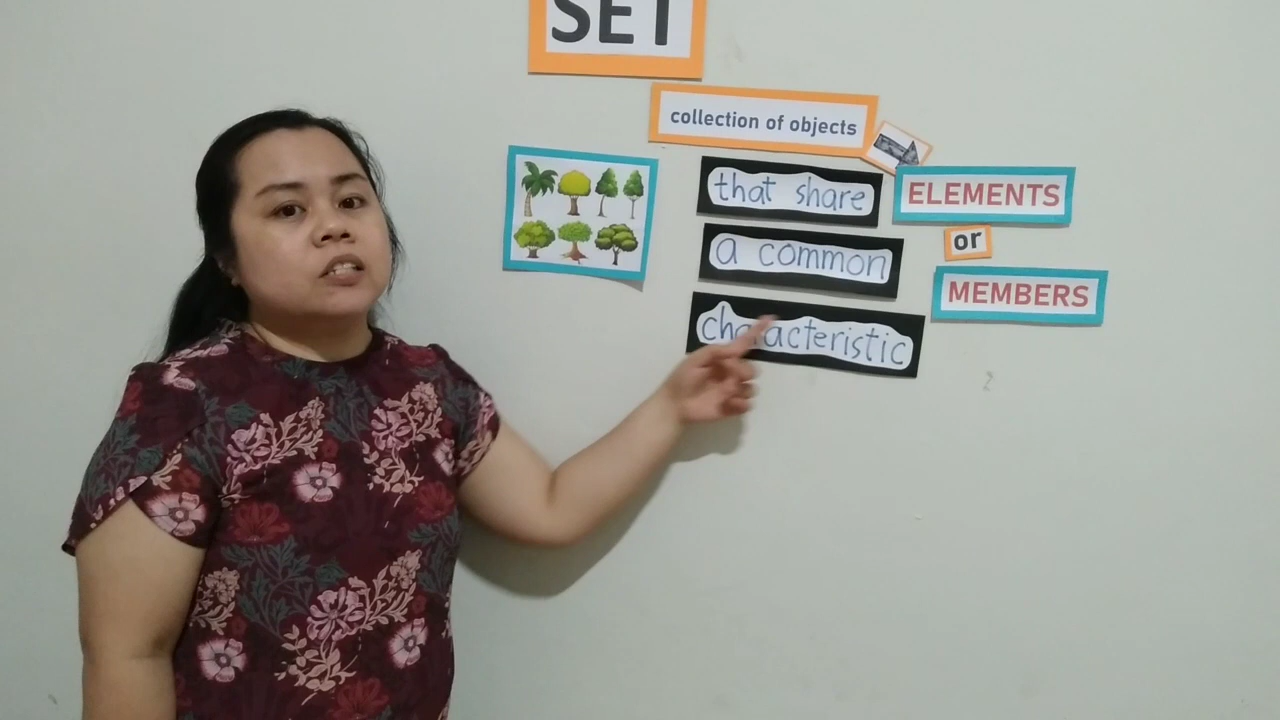 SET
collection of objects
that share
a common
characteristic
ELEMENTS
or
MEMBERS